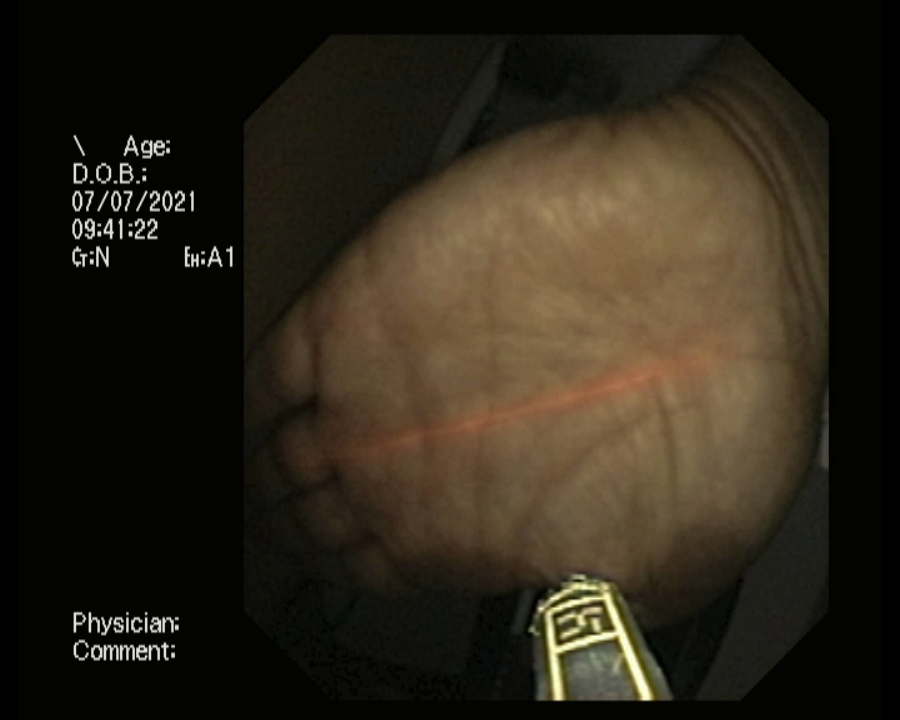 \ Age:
D.O.B.:
07/07/2021
09:41:22
Cr:N EH:A1
Physician:
Comment: